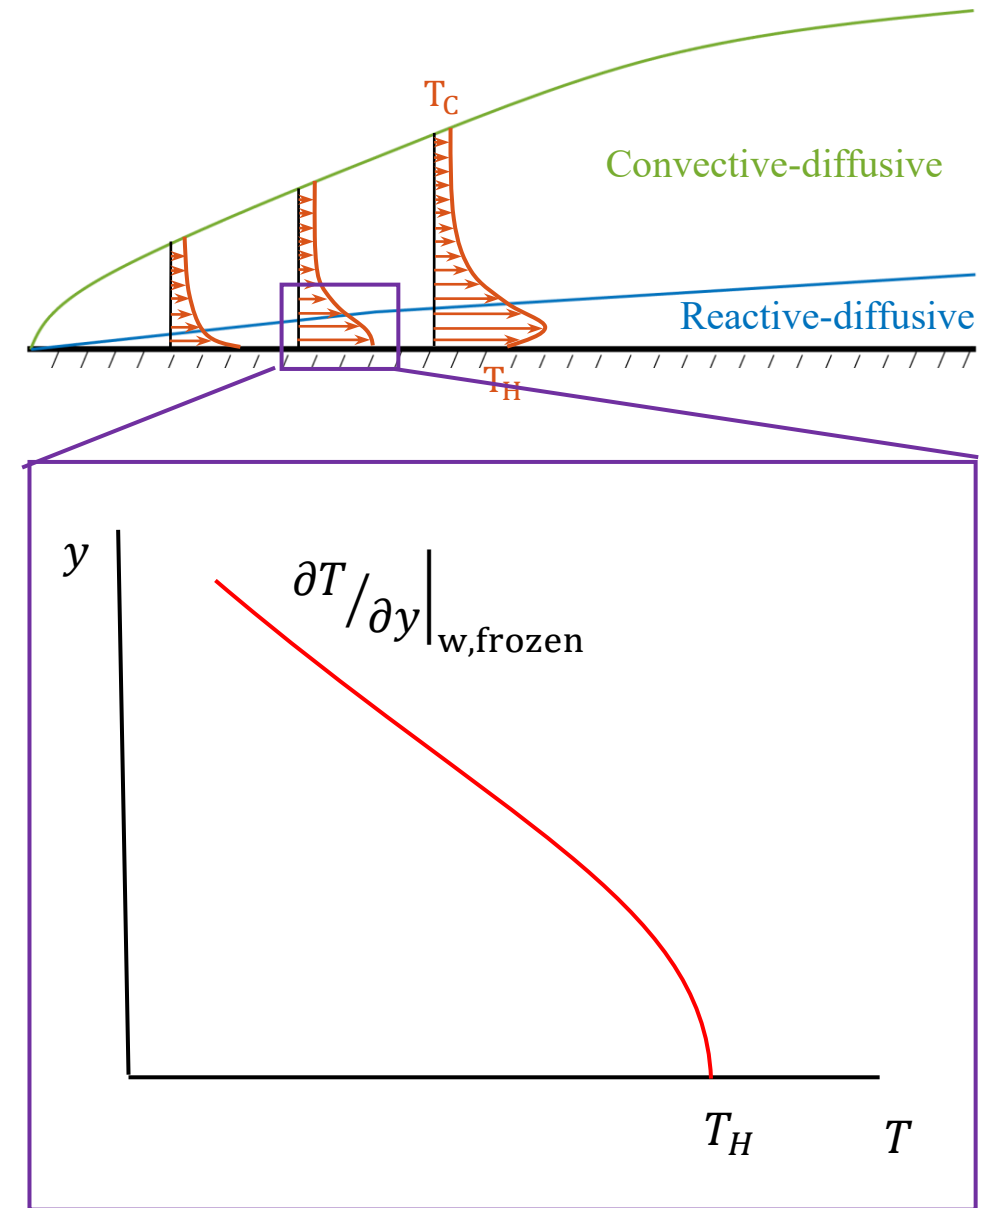 T_C
Convective-diffusive
Reactive-diffusive
T_H
y
∂T/∂y|w,frozen
T_H
T